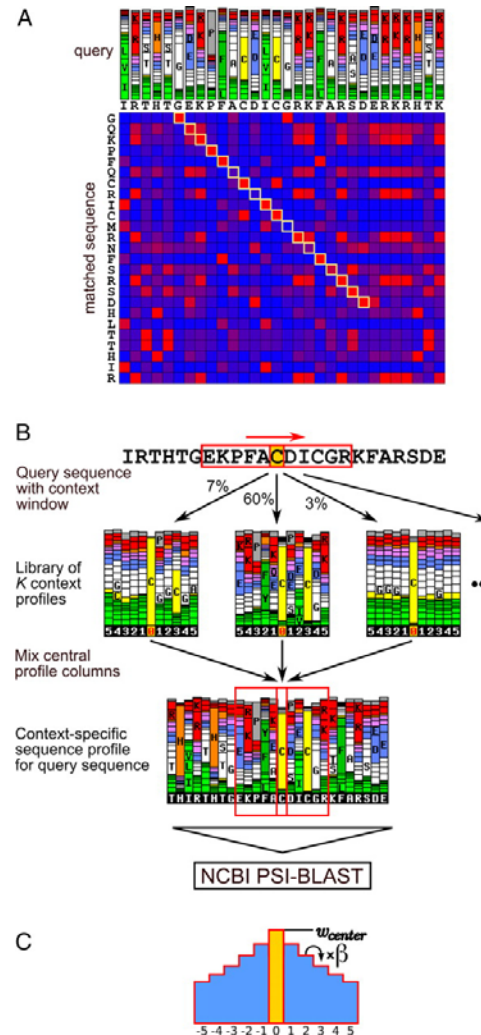 A
query
IRTHTGEKPFACDICGRKFARSDERKRHTK
matched sequence
G
Q
K
P
F
Q
C
R
I
C
M
R
N
F
S
R
S
D
H
L
T
T
H
I
R
B
IRTHTGEKPFACDICGRKFARSDE
Query sequence
with context
window
7%
60%
3%
Library of
K context
profiles
54321012345
54321012345
54321012345
Mix central
profile columns
Context-specific
sequence profile
for query sequence
THIRTHTGEKPFACDICGRKFARSDE
NCBI PSI-BLAST
C
wcenter
×β
-5 -4 -3 -2 -1 0 1 2 3 4 5